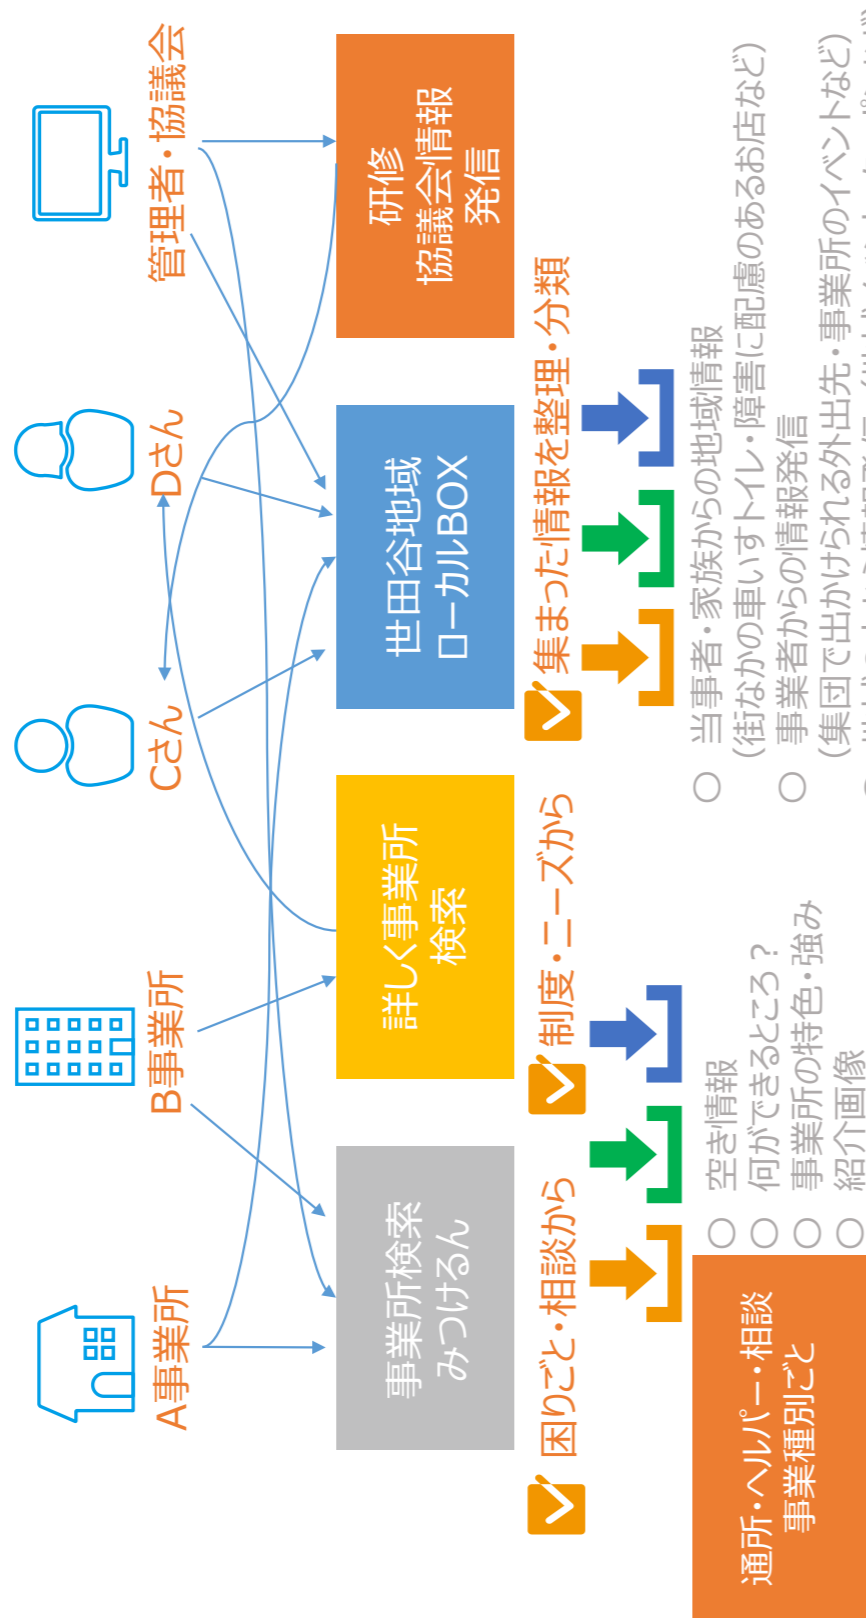 A事業所
B事業所
Cさん
Dさん
管理者・協議会
事業所検索
みつけるん
詳しく事業所
検索
世田谷地域
ローカルBOX
研修
協議会情報
発信
困りごと・相談から
制度・ニーズから
集まった情報を整理・分類
通所・ヘルパー・相談
事業種別ごと
○ 空き情報
○ 何ができるところ？
○ 事業所の特色・強み
○ 紹介画像
○ 当事者・家族からの地域情報
(街なかの車いすトイレ・障害に配慮のあるお店など)
○ 事業者からの情報発信
(集団で出かけられる外出先・事業所のイベントなど)